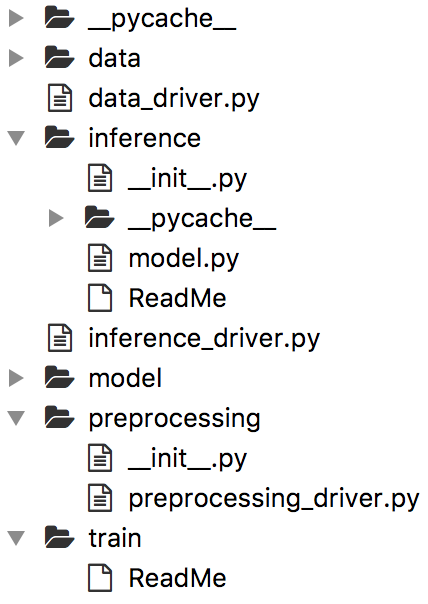 __pycache__
data
data_driver.py
inference
__init__.py
__pycache__
model.py
ReadMe
inference_driver.py
model
preprocessing
__init__.py
preprocessing_driver.py
train
ReadMe